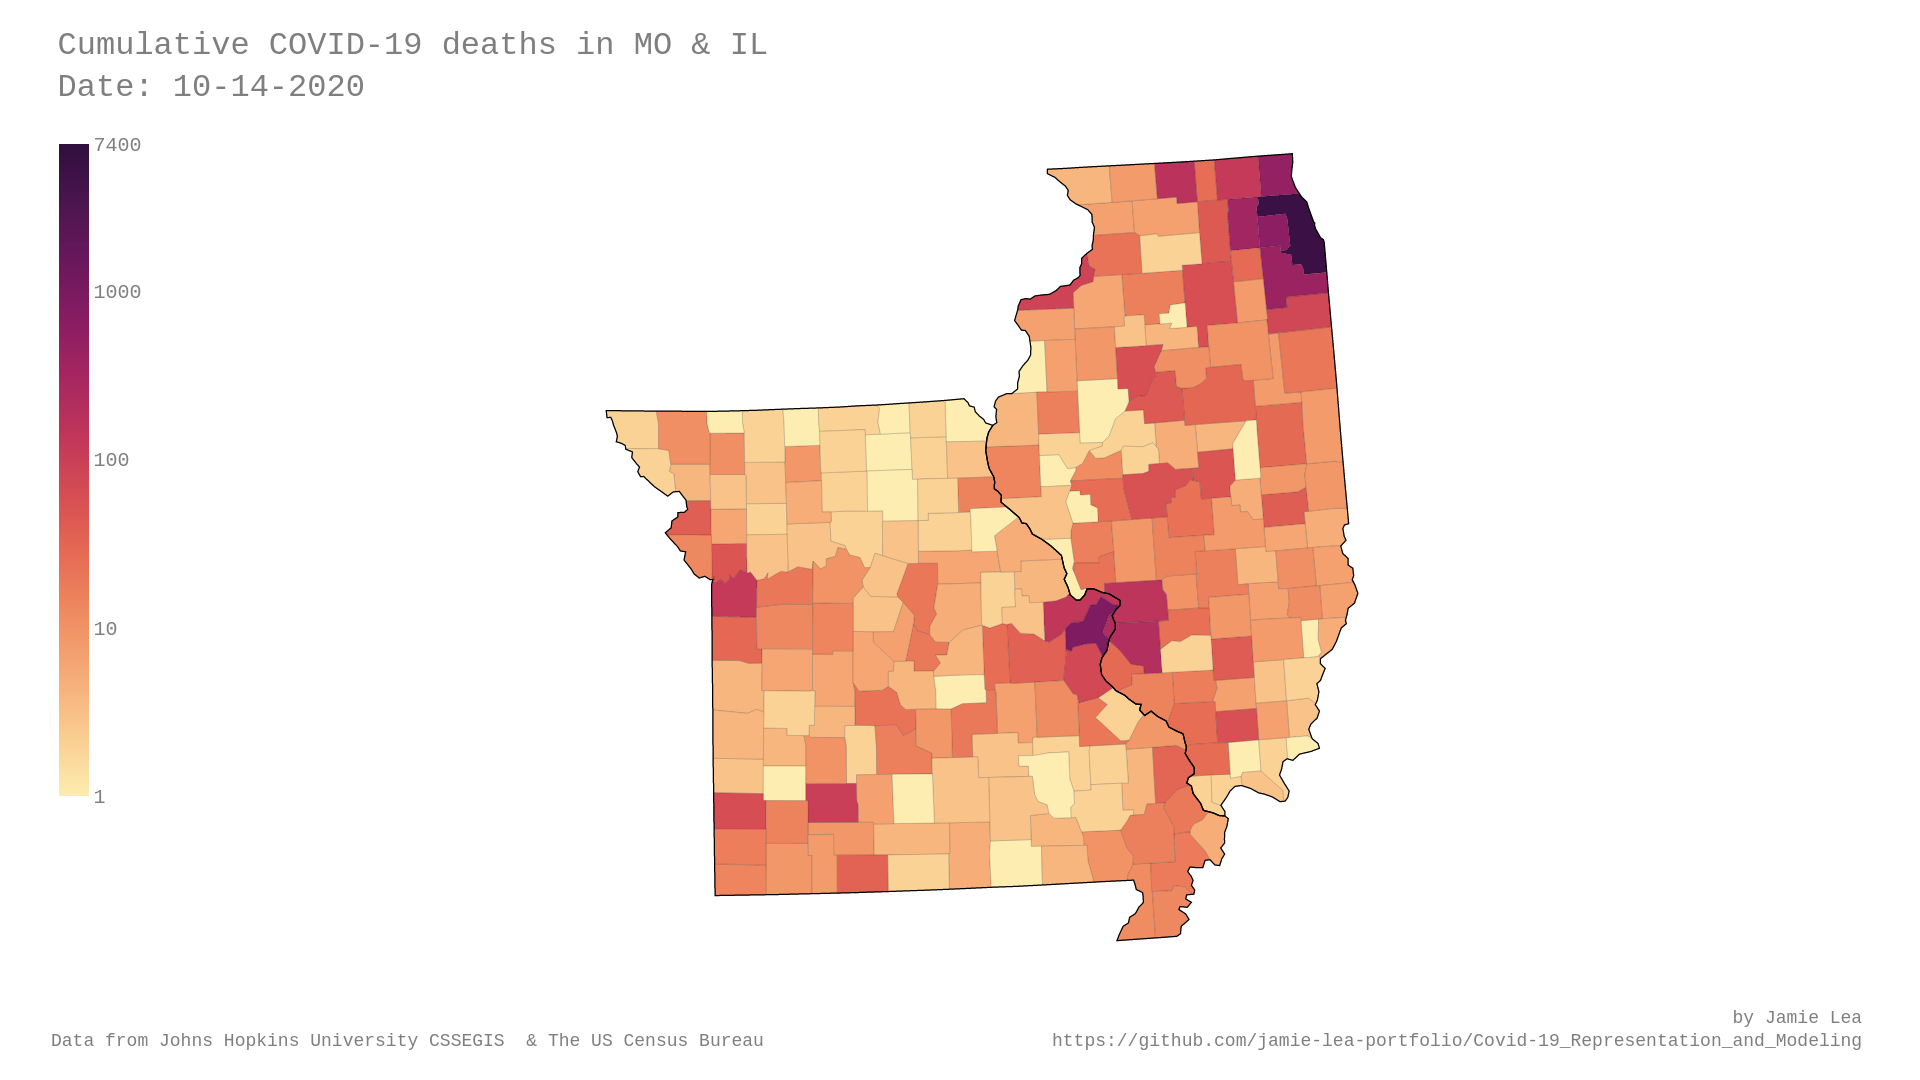 Cumulative COVID-19 deaths in MO & IL
Date: 10-14-2020
7400
1000
100
10
1
by Jamie Lea
Data from Johns Hopkins University CSSEGIS  & The US Census Bureau
https://github.com/jamie-lea-portfolio/Covid-19_Representation_and_Modeling